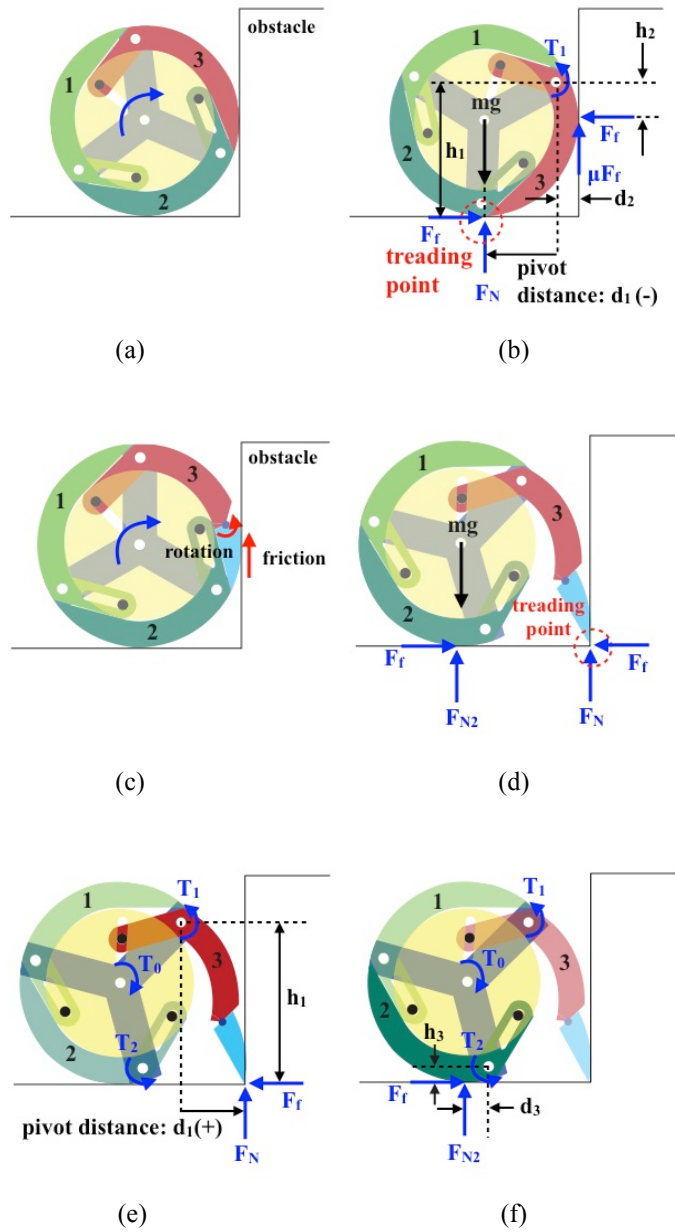 obstacle
1
3
2
(a)
1
T1
h2
mg
h1
Ff
2
μFf
3
d2
Ff
treading
point
FN
pivot
distance: d1 (-)
(b)
obstacle
3
1
rotation
friction
2
(c)
1
3
mg
2
treading
point
Ff
Ff
FN2
FN
(d)
1
T1
T0
3
h1
2
T2
Ff
pivot distance: d1(+)
FN
(e)
1
T1
T0
3
2
h3
T2
Ff
d3
FN2
(f)